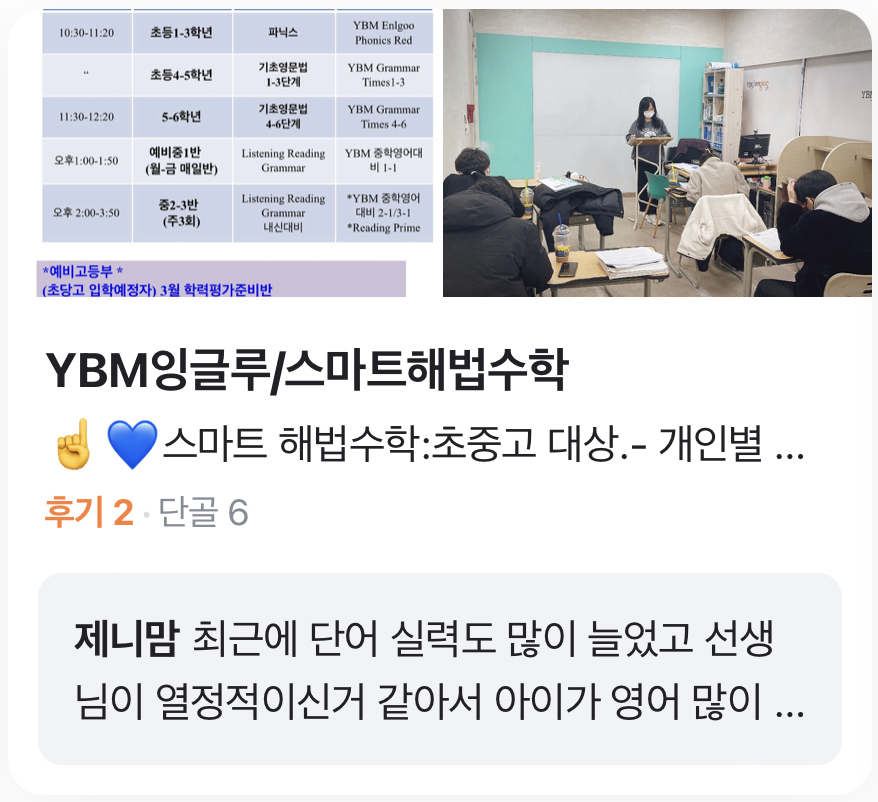 10:30-11:20 초등1-3학년 파닉스 YBM Enlgoo Phonics Red
“ 초등4-5학년 기초영문법 1-3단계 YBM Grammar Times1-3
11:30-12:20 5-6학년 기초영문법 4-6단계 YBM Grammar Times 4-6
오후1:00-1:50 예비중1반 (월-금 매일반) Listening Reading Grammar YBM 중학영어대비 1-1
오후 2:00-3:50 중2-3반 (주3회) Listening Reading Grammar 내신대비 *YBM 중학영어 대비 2-1/3-1 *Reading Prime
*예비고등부 *
(초당고 입학예정자) 3월 학력평가준비반
YBM잉글루/스마트해법수학
☝️💙스마트 해법수학:초중고 대상.- 개인별 ...
후기 2 · 단골 6
제니맘 최근에 단어 실력도 많이 늘었고 선생
님이 열정적이신거 같아서 아이가 영어 많이 ...